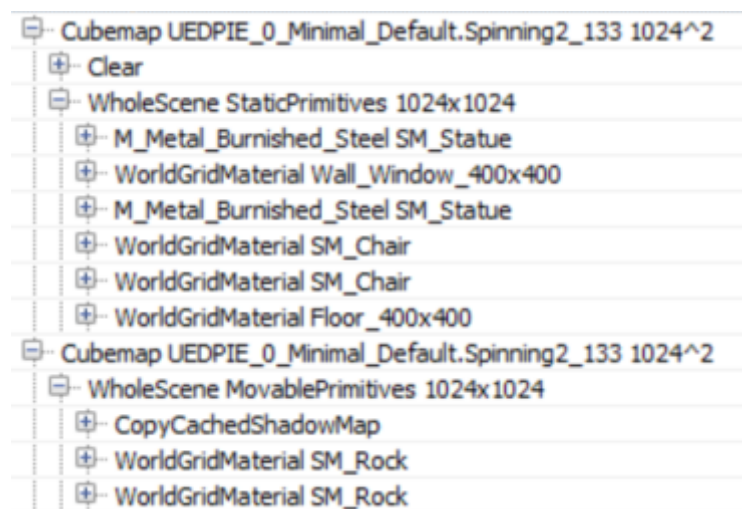 Cubemap UEDPIE_0_Minimal_Default.Spinning2_133 1024^2
Clear
WholeScene StaticPrimitives 1024x1024
M_Metal_Burnished_Steel SM_Statue
WorldGridMaterial Wall_Window_400x400
M_Metal_Burnished_Steel SM_Statue
WorldGridMaterial SM_Chair
WorldGridMaterial SM_Chair
WorldGridMaterial Floor_400x400
Cubemap UEDPIE_0_Minimal_Default.Spinning2_133 1024^2
WholeScene MovablePrimitives 1024x1024
CopyCachedShadowMap
WorldGridMaterial SM_Rock
WorldGridMaterial SM_Rock